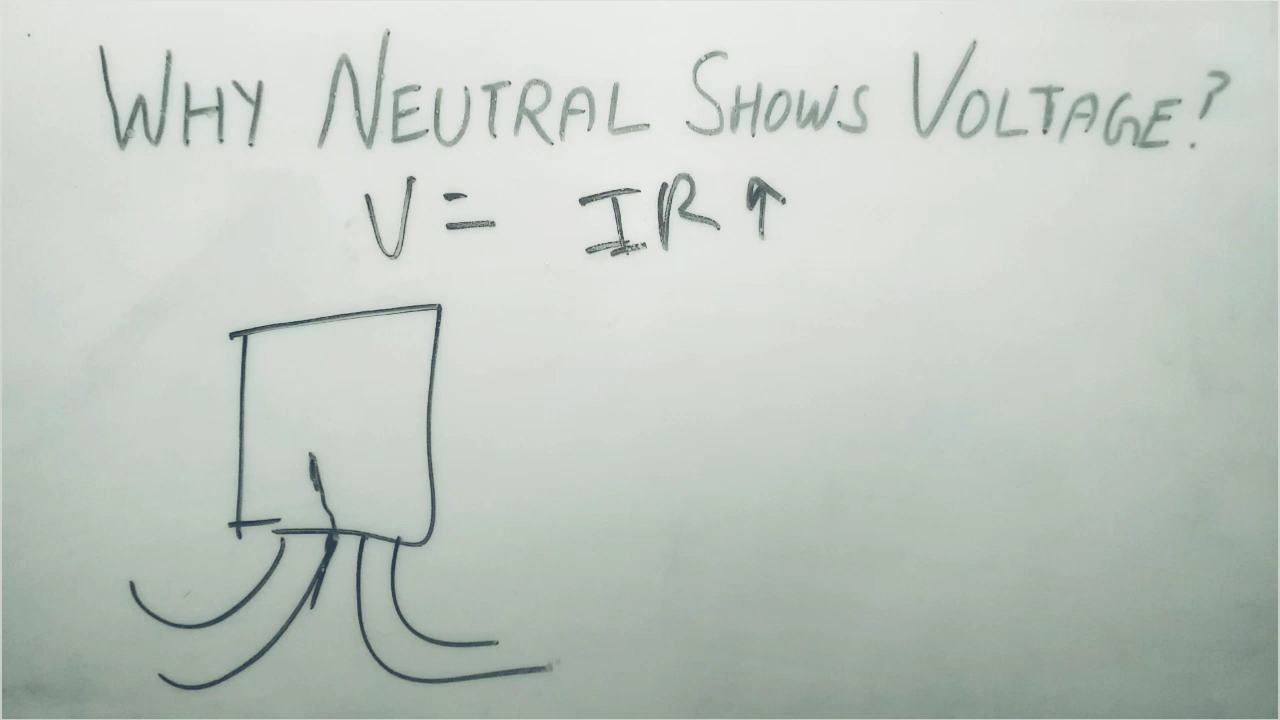 WHY NEUTRAL SHOWS VOLTAGE?
V = IR↑